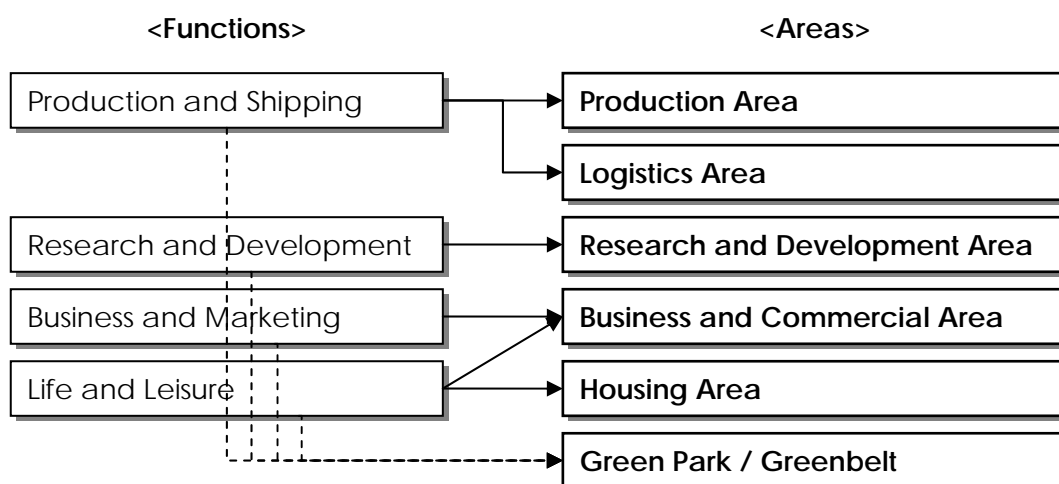 <Functions>
<Areas>
Production and Shipping
Production Area
Logistics Area
Research and Development
Research and Development Area
Business and Marketing
Business and Commercial Area
Life and Leisure
Housing Area
Green Park / Greenbelt